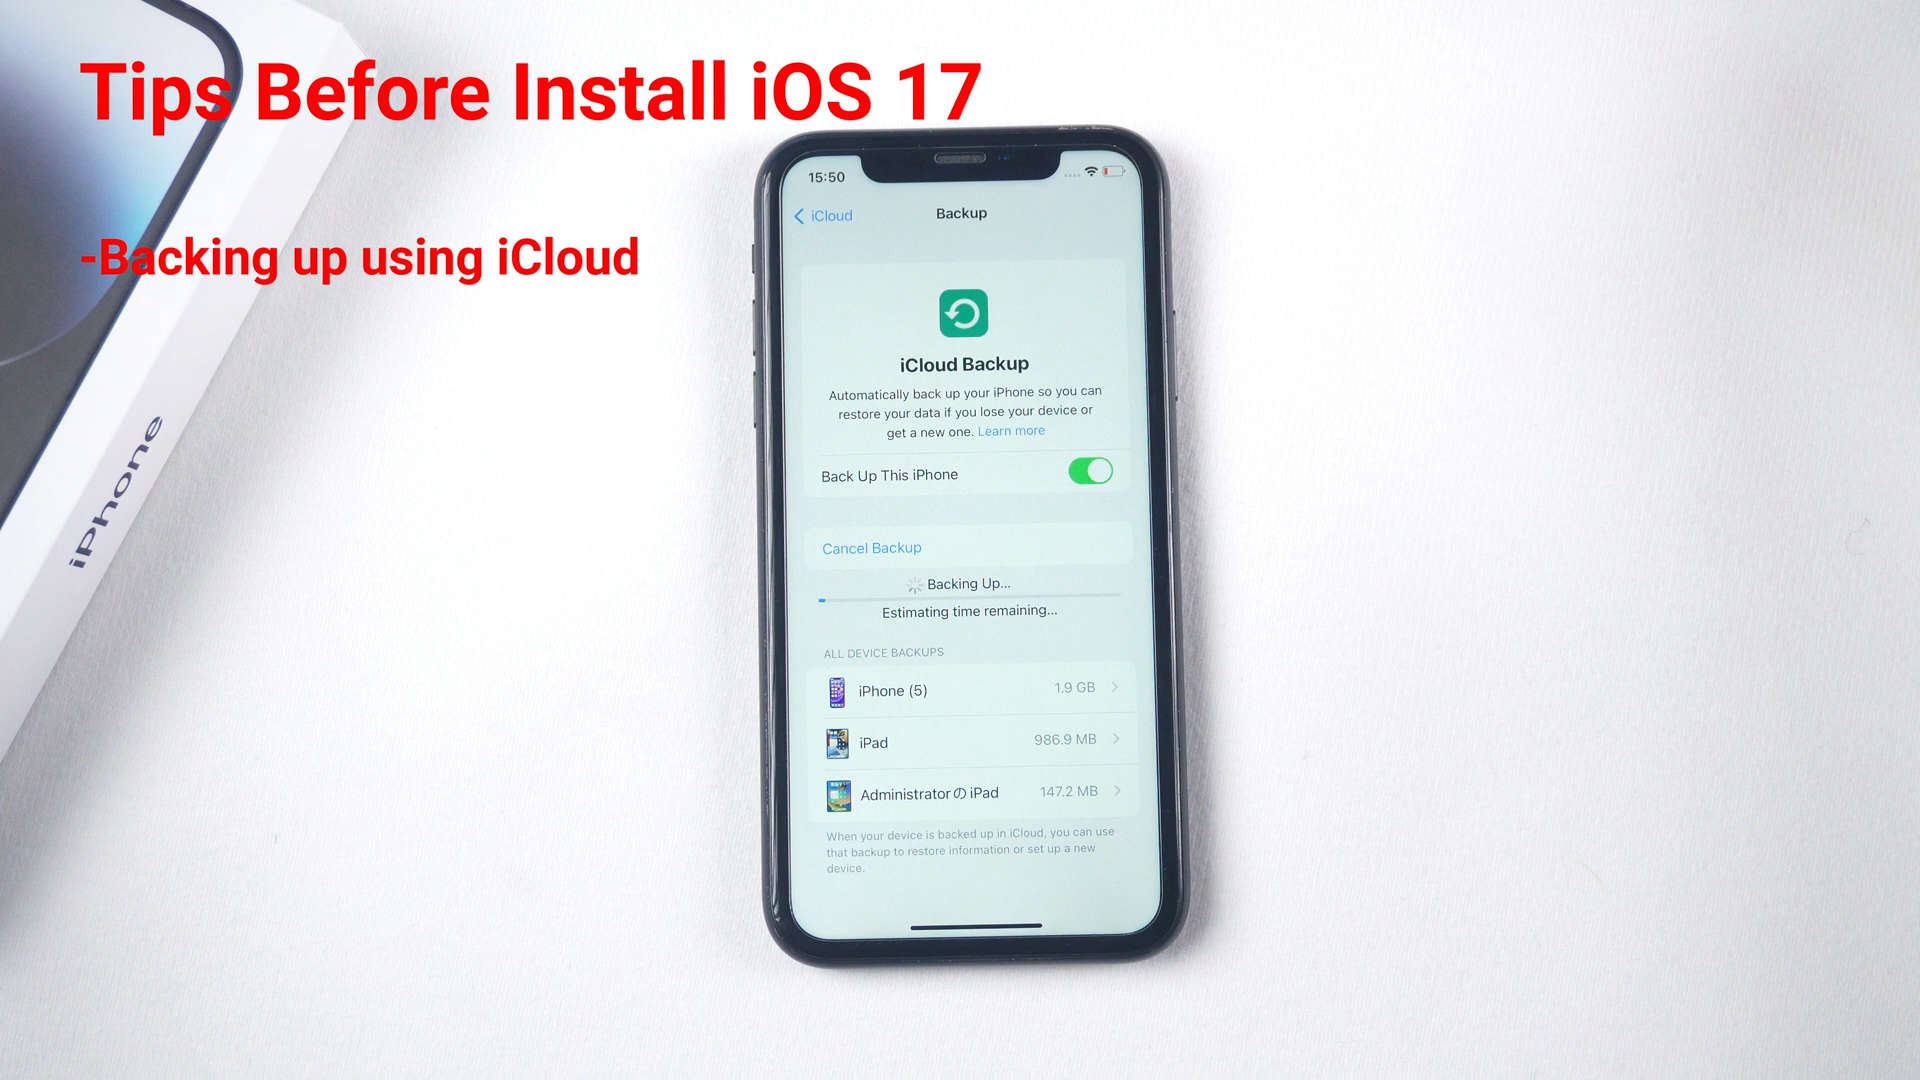 Tips Before Install iOS 17
-Backing up using iCloud
iPhone
15:50
iCloud
Backup
iCloud Backup
Automatically back up your iPhone so you can
restore your data if you lose your device or
get a new one. Learn more
Back Up This iPhone
Cancel Backup
Backing Up...
Estimating time remaining...
ALL DEVICE BACKUPS
iPhone (5) 1.9 GB
iPad 986.9 MB
AdministratorのiPad 147.2 MB
When your device is backed up in iCloud, you can use
that backup to restore information or set up a new
device.